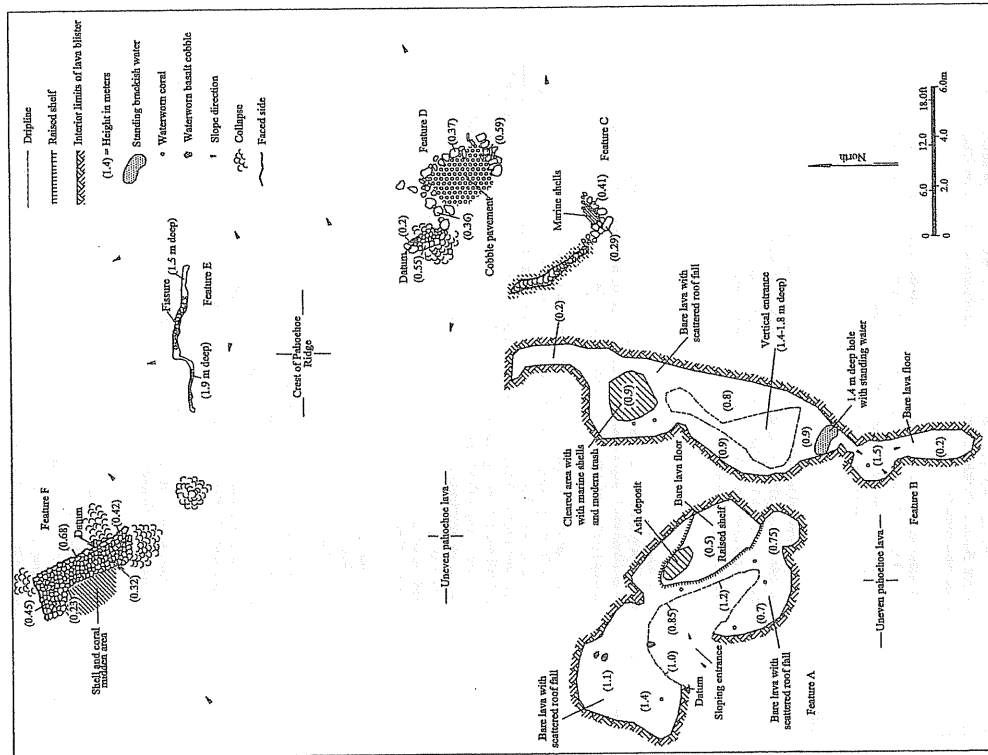 Dripline
Raised shelf
Interior limits of lava blister
(1.4) = Height in meters
Standing brackish water
Waterworn coral
Waterworn basalt cobble
Slope direction
Collapse
Faced side
Feature F
(0.45)
(0.68)
Datum
(0.42)
(0.23)
(0.32)
Shell and coral
midden area
Fissure
(1.5 m deep)
(1.9 m deep)
Feature E
Crest of Pahoehoe
Ridge
Uneven pahoehoe lava
Datum
(0.2)
(0.55)
Feature D
(0.37)
(0.36)
(0.59)
Cobble pavement
Marine shells
(0.41)
(0.29)
Feature C
(0.2)
Cleared area with
with marine shells
and modern trash
(0.9)
Bare lava with
scattered roof fall
(0.8)
(0.9)
Vertical entrance
(1.4-1.8 m deep)
(0.9)
1.4 m deep hole
with standing water
(1.5)
Bare lava floor
(0.2)
Feature B
Bare lava floor
Ash deposit
(0.5)
Raised shelf
(0.75)
(0.85)
(1.2)
(0.7)
(1.0)
(1.1)
(1.4)
Bare lava with
scattered roof fall
Datum
Sloping entrance
Bare lava with
scattered roof fall
Feature A
Uneven pahoehoe lava
North
0 6.0 12.0 18.0ft
0 2.0 4.0 6.0m